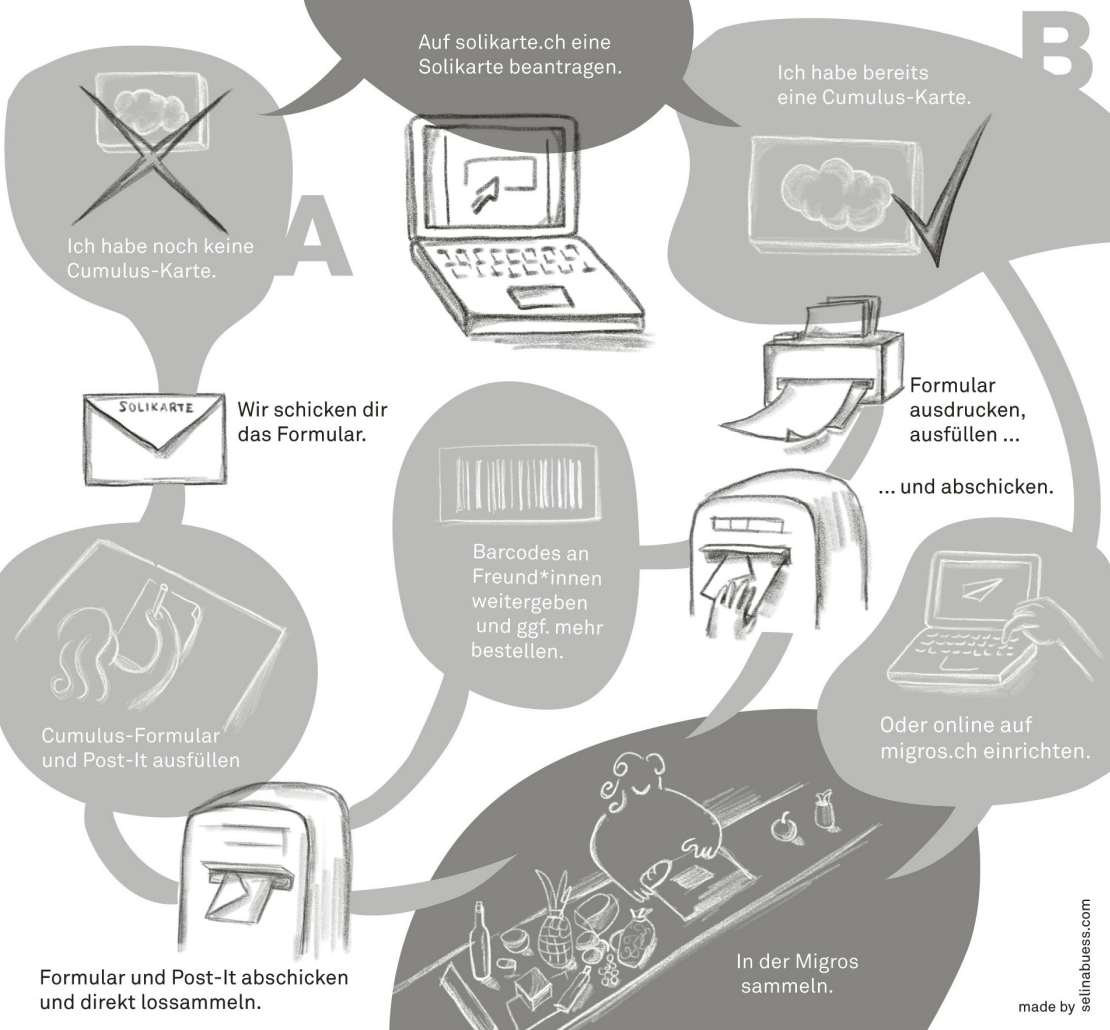 Auf solikarte.ch eine
Solikarte beantragen.
A
Ich habe noch keine
Cumulus-Karte.
SOLIKARTE
Wir schicken dir
das Formular.
Cumulus-Formular
und Post-It ausfüllen
Formular und Post-It abschicken
und direkt lossammeln.
Barcodes an
Freund*innen
weitergeben
und ggf. mehr
bestellen.
B
Ich habe bereits
eine Cumulus-Karte.
Formular
ausdrucken,
ausfüllen ...
... und abschicken.
Oder online auf
migros.ch einrichten.
In der Migros
sammeln.
made by selinabuess.com